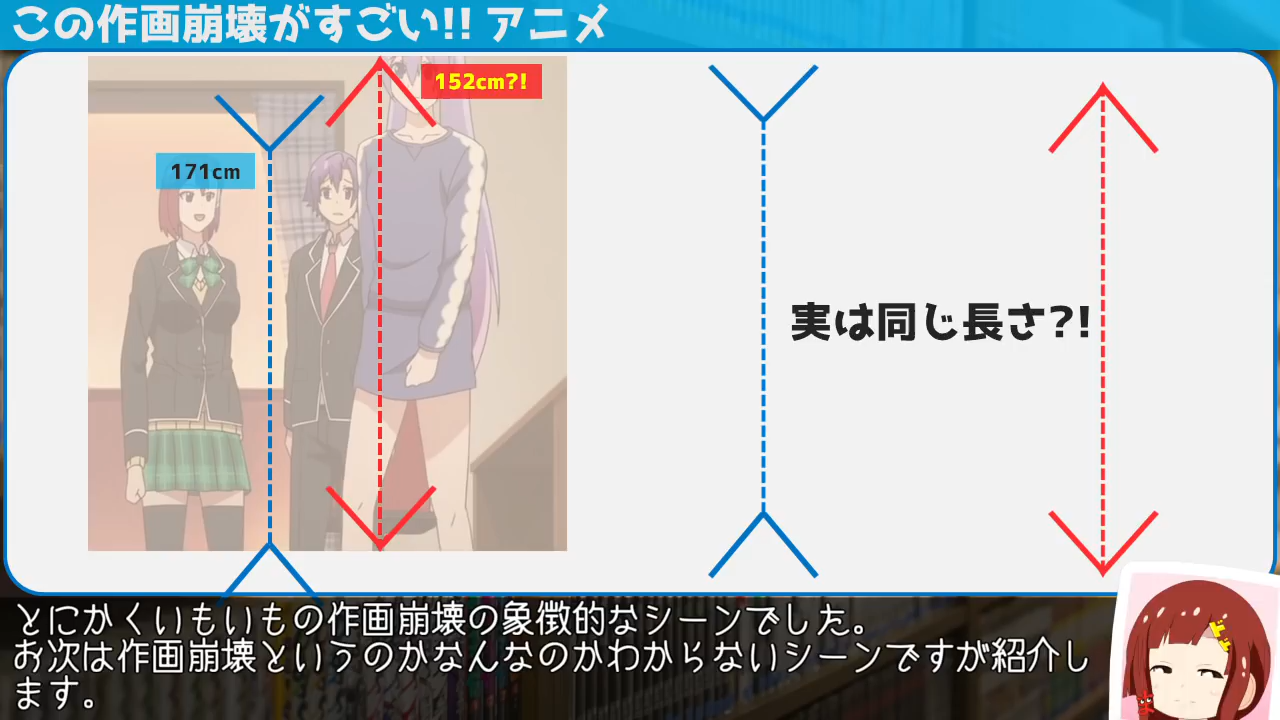 この作画崩壊がすごい!! アニメ
152cm?!
171cm
実は同じ長さ?!
とにかくいもいもの作画崩壊の象徴的なシーンでした。
お次は作画崩壊というのかなんなのかわからないシーンですが紹介し
ます。